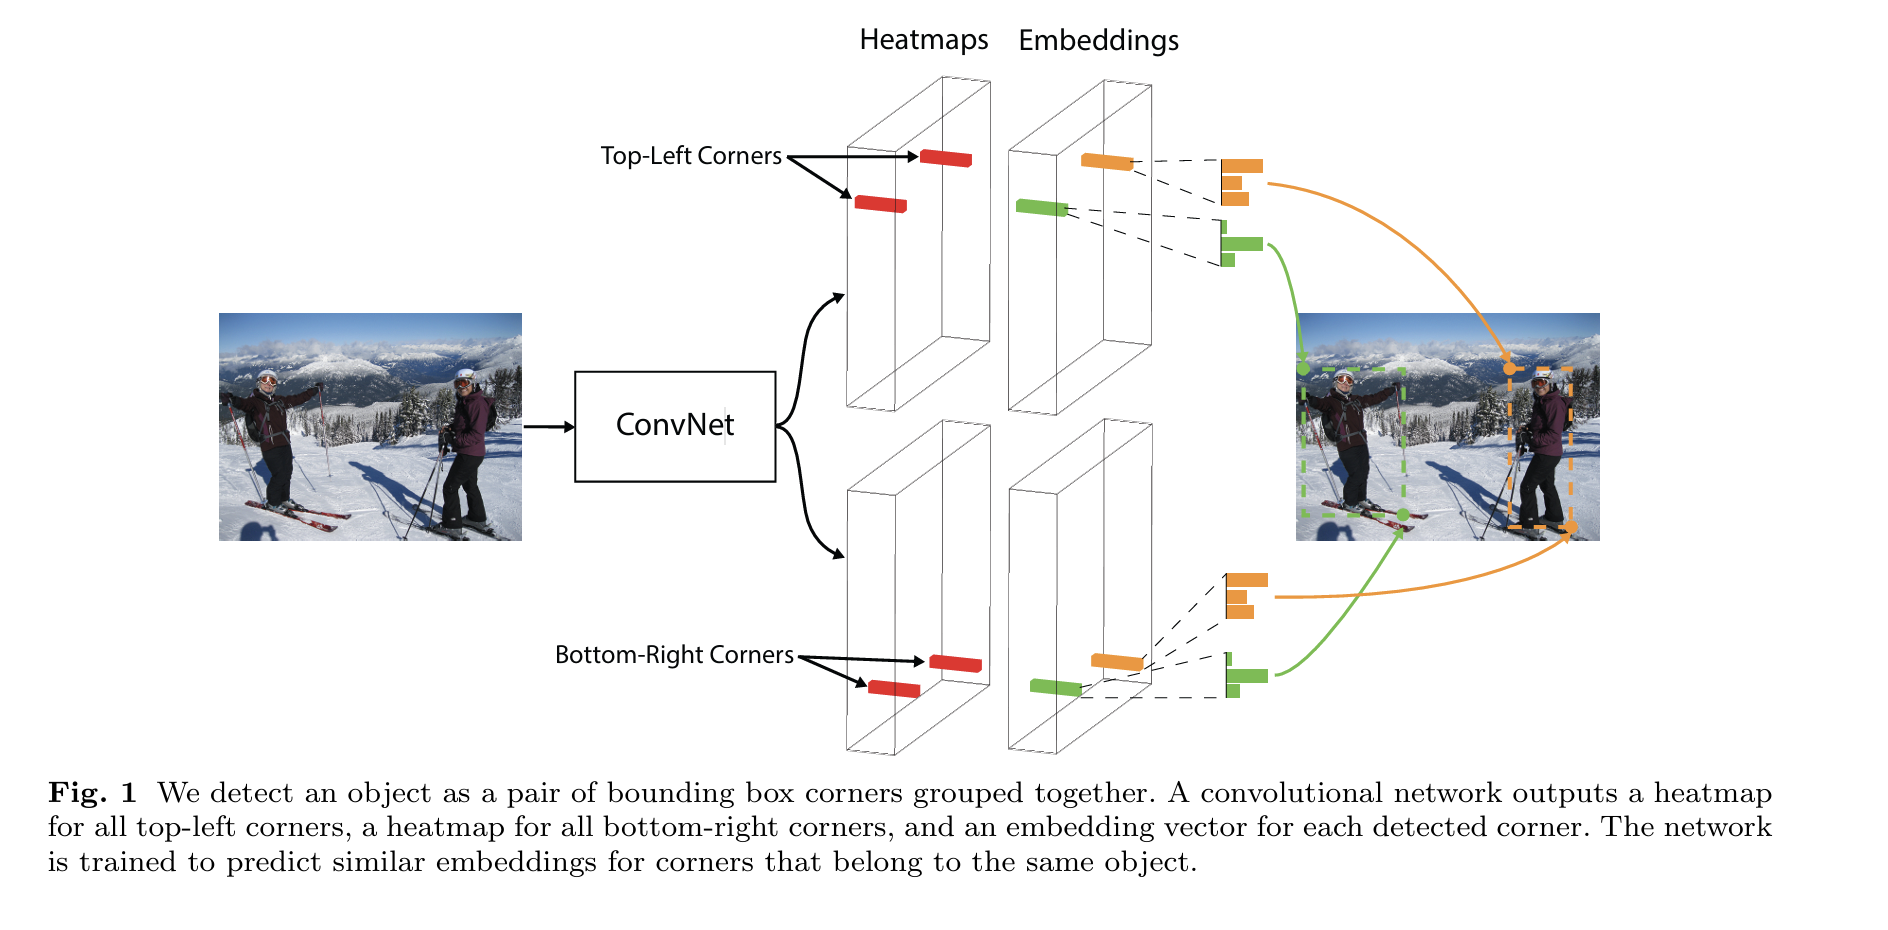 Heatmaps Embeddings
Top-Left Corners
ConvNet
Bottom-Right Corners
Fig. 1 We detect an object as a pair of bounding box corners grouped together. A convolutional network outputs a heatmap
for all top-left corners, a heatmap for all bottom-right corners, and an embedding vector for each detected corner. The network
is trained to predict similar embeddings for corners that belong to the same object.